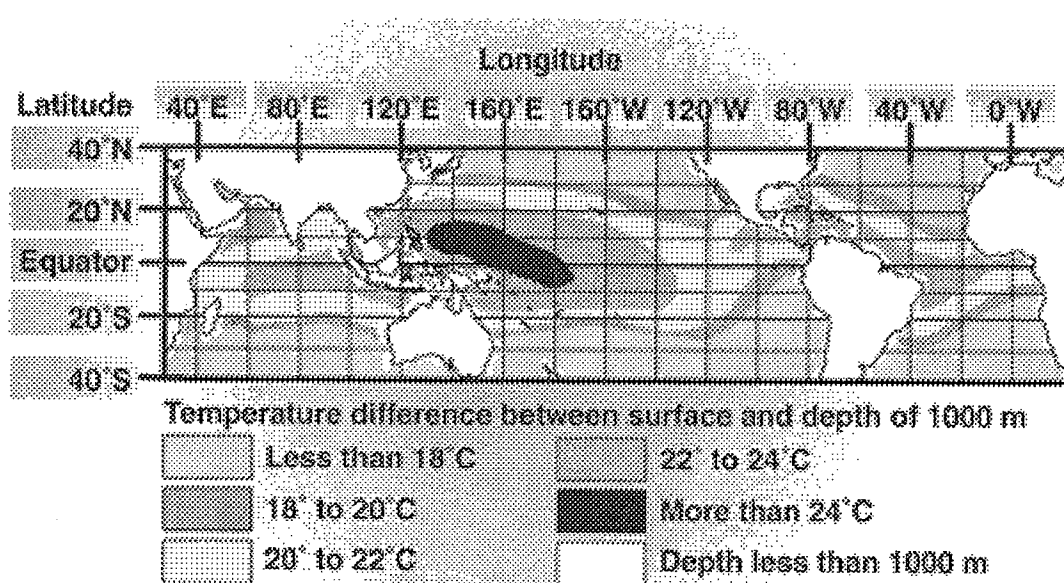 Longitude
Latitude 40°E 80°E 120°E 160°E 160°W 120°W 80°W 40°W 0°W
40°N
20°N
Equator
20°S
40°S
Temperature difference between surface and depth of 1000 m
Less than 18°C 22° to 24°C
18° to 20°C More than 24°C
20° to 22°C Depth less than 1000 m